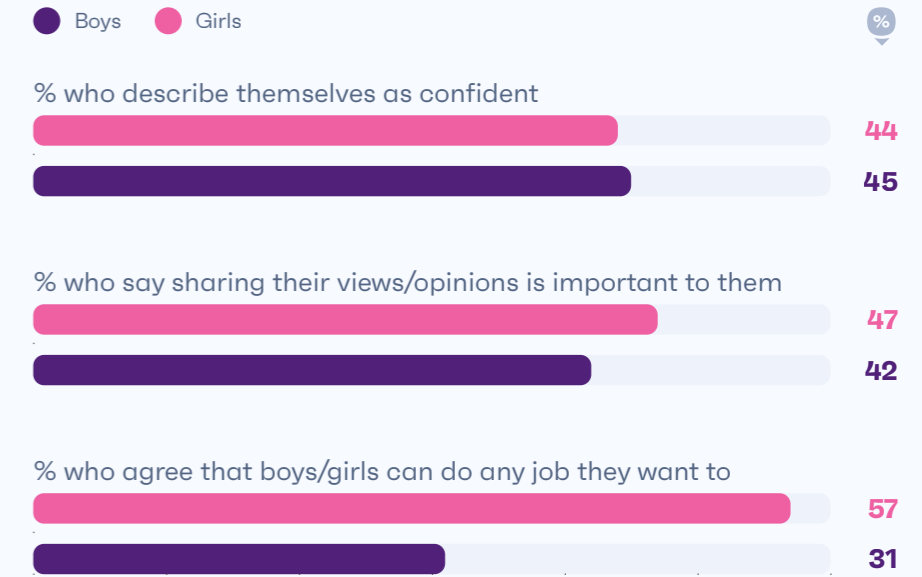 Boys Girls %
% who describe themselves as confident
44
45
% who say sharing their views/opinions is important to them
47
42
% who agree that boys/girls can do any job they want to
57
31